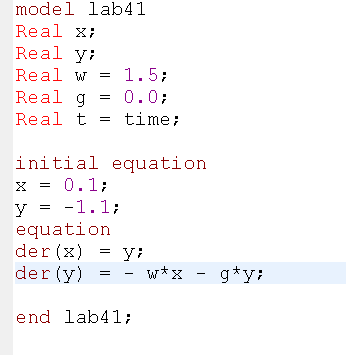 model lab41
Real x;
Real y;
Real w = 1.5;
Real g = 0.0;
Real t = time;
initial equation
x = 0.1;
y = -1.1;
equation
der(x) = y;
der(y) = - w*x - g*y;
end lab41;